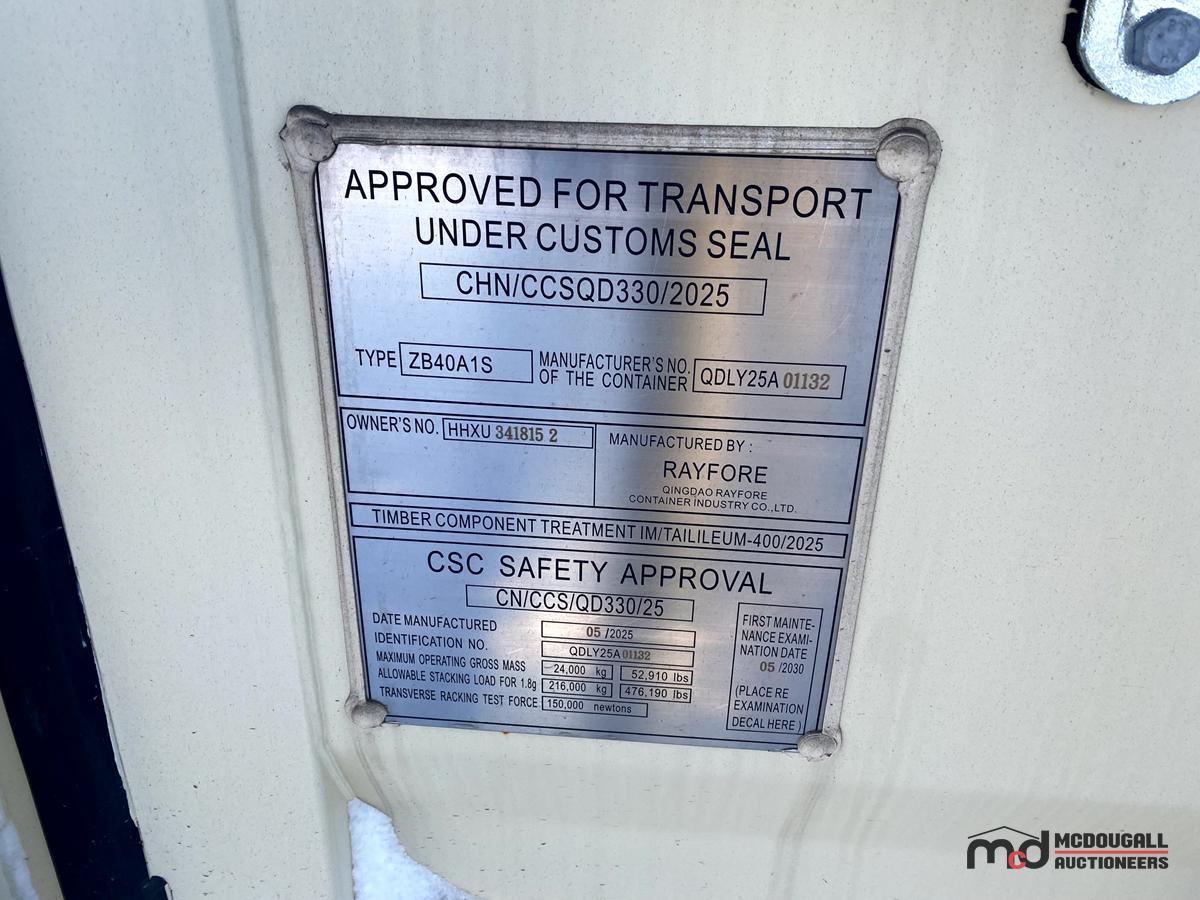 APPROVED FOR TRANSPORT
UNDER CUSTOMS SEAL
CHN/CCSQD330/2025
TYPE ZB40A1S
MANUFACTURER'S NO.
OF THE CONTAINER
QDLY25A 01132
OWNER'S NO. HHXU 341815 2
MANUFACTURED BY :
RAYFORE
QINGDAO RAYFORE
CONTAINER INDUSTRY CO.,LTD.
TIMBER COMPONENT TREATMENT IM/TAILILEUM-400/2025
CSC SAFETY APPROVAL
CN/CCS/QD330/25
DATE MANUFACTURED 05 /2025
IDENTIFICATION NO. QDLY25A 01132
MAXIMUM OPERATING GROSS MASS 24,000 kg 52,910 lbs
ALLOWABLE STACKING LOAD FOR 1.8g 216,000 kg 476,190 lbs
TRANSVERSE RACKING TEST FORCE 150,000 newtons
FIRST MAINTE-
NANCE EXAMI-
NATION DATE
05 /2030
(PLACE RE
EXAMINATION
DECAL HERE )
mcd MCDOUGALL
AUCTIONEERS